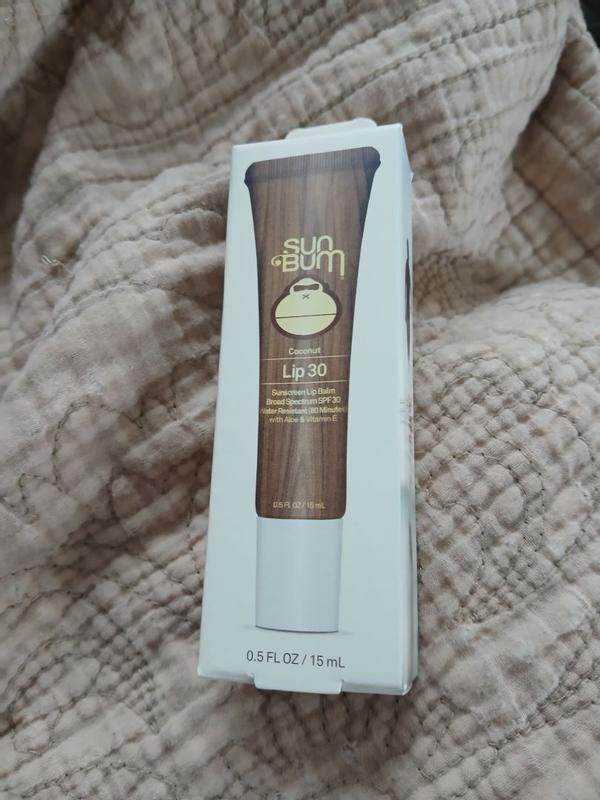 sun
Bum
Coconut
Lip 30
Sunscreen Lip Balm
Broad Spectrum SPF 30
Water Resistant (80 Minutes)
with Aloe & Vitamin E
0.5 FL OZ / 15 mL
0.5 FL OZ / 15 mL